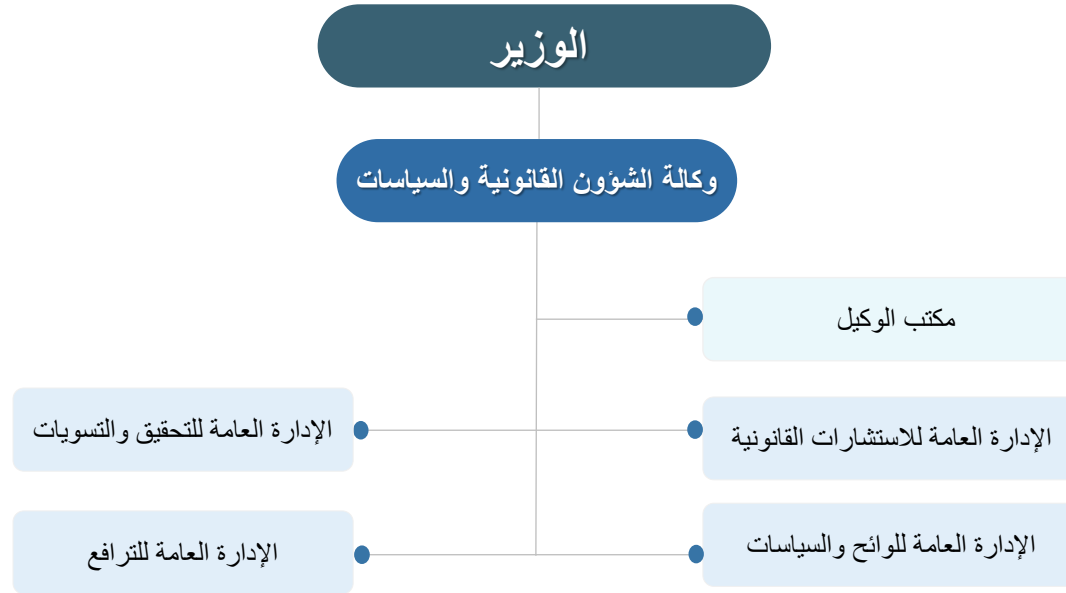 الوزير
وكالة الشؤون القانونية والسياسات
مكتب الوكيل
الإدارة العامة للاستشارات القانونية
الإدارة العامة للتحقيق والتسويات
الإدارة العامة للوائح والسياسات
الإدارة العامة للترافع